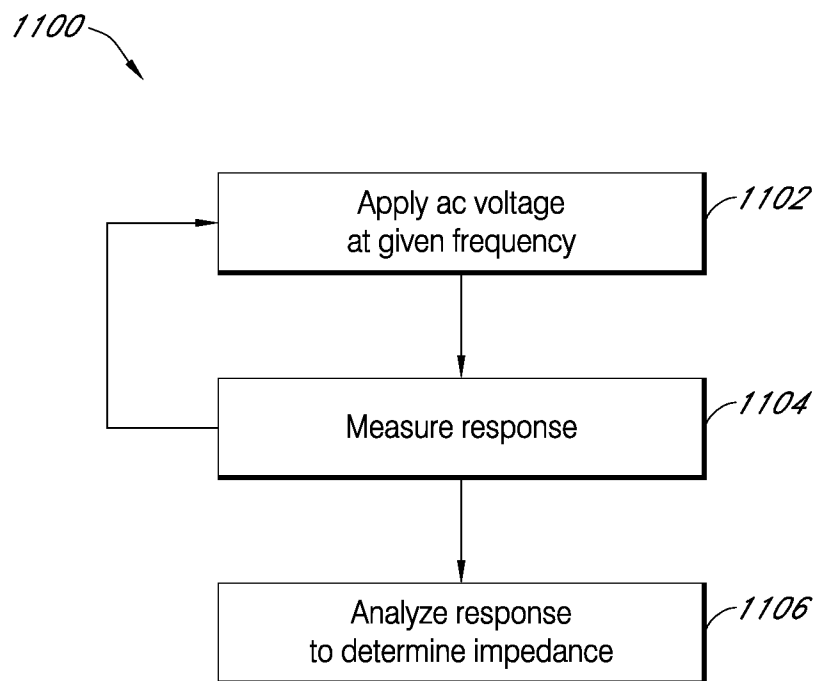 1100
Apply ac voltage
at given frequency
1102
Measure response
1104
Analyze response
to determine impedance
1106